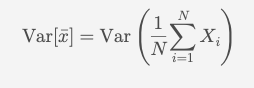 Var[x̄] = Var ( 1/N ∑_{i=1}^{N} X_i )